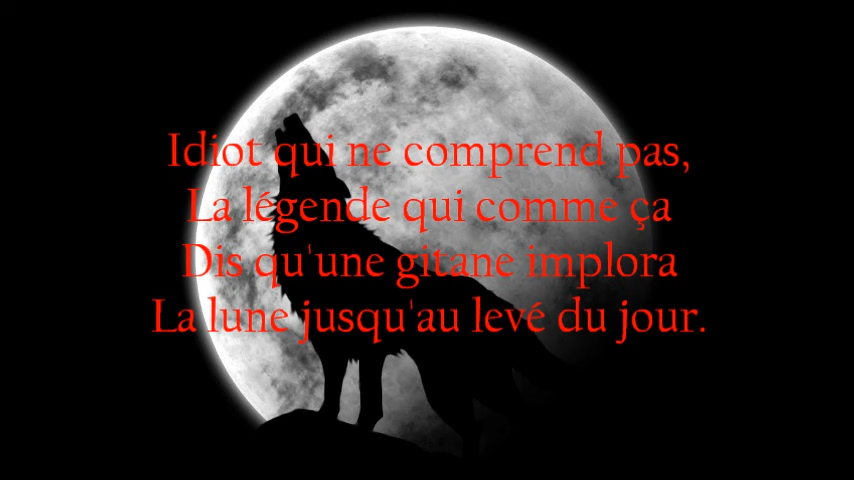 Idiot qui ne comprend pas,
La légende qui comme ça
Dis qu'une gitane implora
La lune jusqu'au levé du jour.